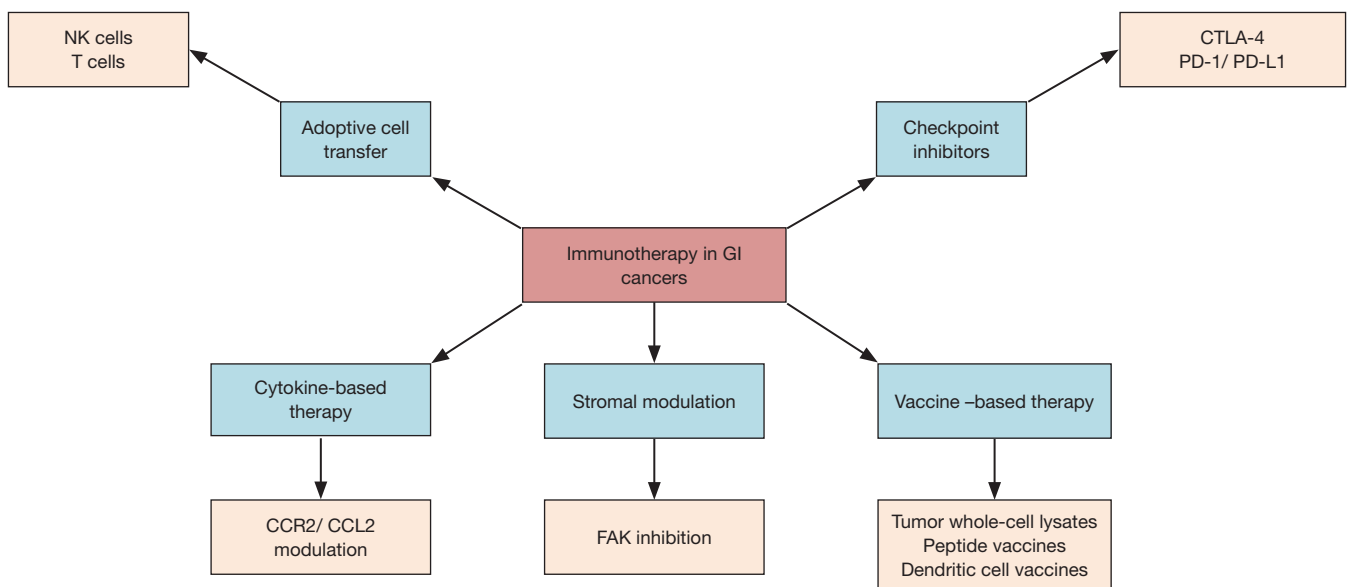 NK cells
T cells
CTLA-4
PD-1/ PD-L1
Adoptive cell
transfer
Checkpoint
inhibitors
Immunotherapy in GI
cancers
Cytokine-based
therapy
Stromal modulation
Vaccine –based therapy
CCR2/ CCL2
modulation
FAK inhibition
Tumor whole-cell lysates
Peptide vaccines
Dendritic cell vaccines